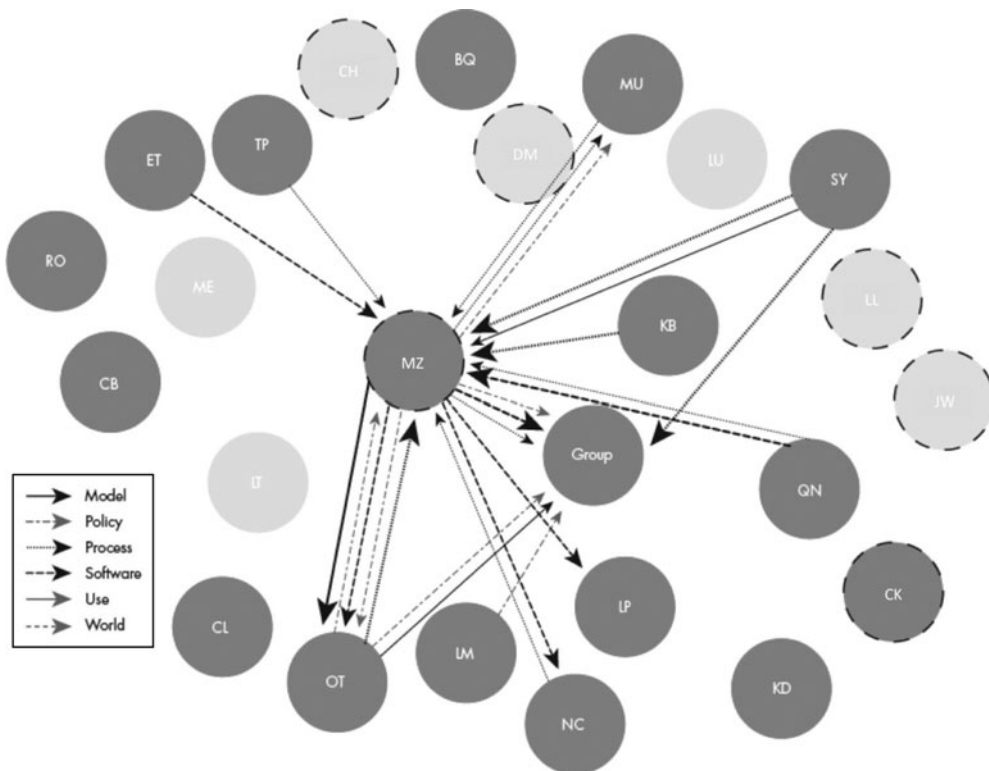 CH
BQ
MU
DM
LU
TP
ET
SY
RO
ME
LL
KB
MZ
CB
JW
Group
LT
QN
Model
Policy
Process
Software
Use
World
CK
LP
CL
LM
OT
KD
NC